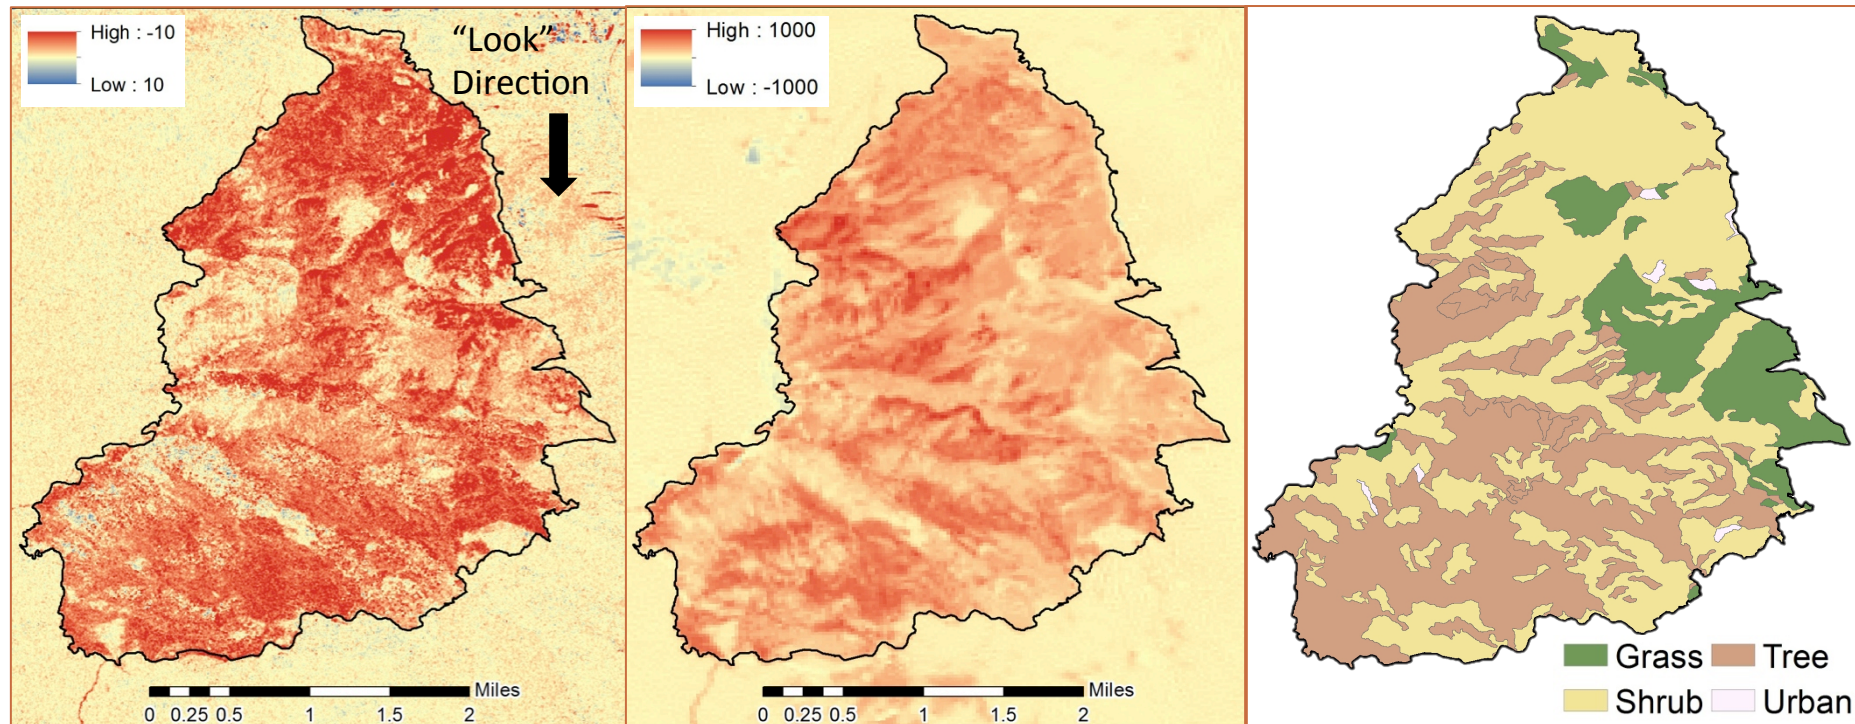 High : -10
Low : 10
“Look”
Direction
Miles
0 0.25 0.5 1 1.5 2
High : 1000
Low : -1000
Miles
0 0.25 0.5 1 1.5 2
Grass Tree
Shrub Urban